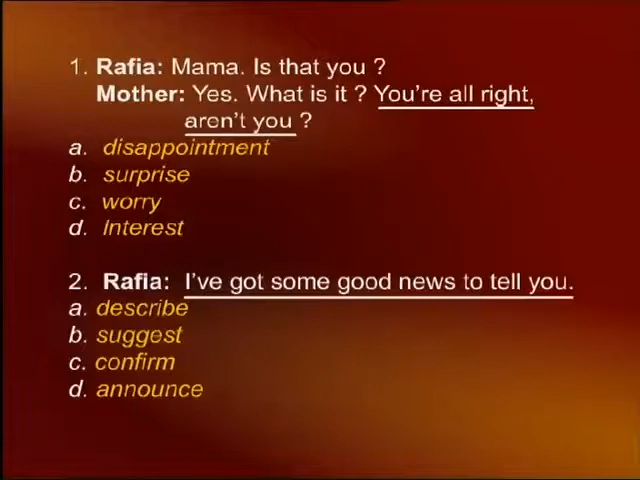 1. Rafia: Mama. Is that you ?
Mother: Yes. What is it ? You're all right,
aren't you ?
a. disappointment
b. surprise
c. worry
d. interest
2. Rafia: I've got some good news to tell you.
a. describe
b. suggest
c. confirm
d. announce